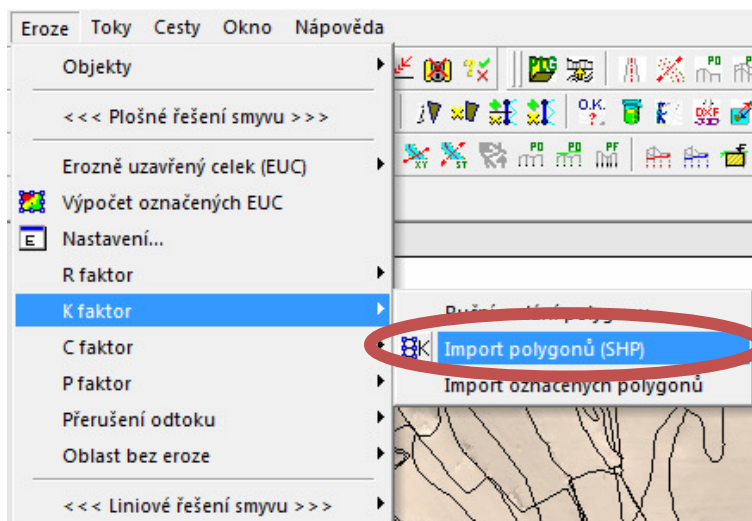 Eroze Toky Cesty Okno Nápověda
Objekty
<<< Plošné řešení smyvu >>>
Erozně uzavřený celek (EUC)
Výpočet označených EUC
Nastavení...
R faktor
K faktor
C faktor
P faktor
Přerušení odtoku
Oblast bez eroze
<<< Liniové řešení smyvu >>>
Import polygonů (SHP)
Import označených polygonů